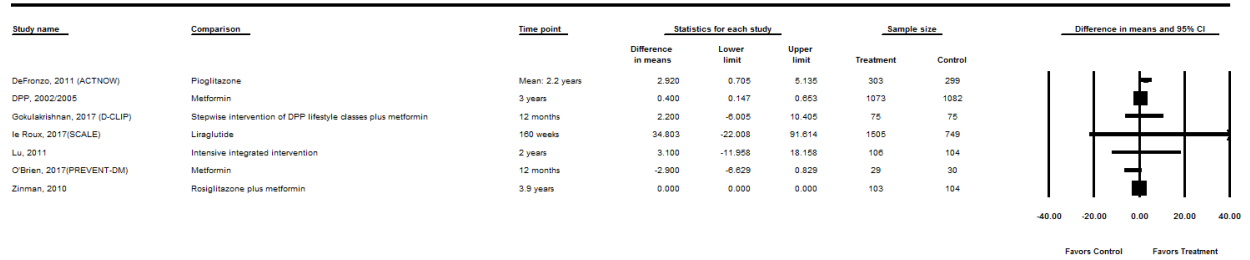 Study name Comparison Time point Statistics for each study Sample size Difference in means and 95% CI
Difference in means Lower limit Upper limit Treatment Control
DeFronzo, 2011 (ACTNOW) Pioglitazone Mean: 2.2 years 2.920 0.705 5.135 303 299
DPP, 2002/2005 Metformin 3 years 0.400 0.147 0.653 1073 1082
Gokulakrishnan, 2017 (D-CLIP) Stepwise intervention of DPP lifestyle classes plus metformin 12 months 2.200 -6.005 10.405 75 75
le Roux, 2017(SCALE) Liraglutide 160 weeks 34.803 -22.008 91.614 1505 749
Lu, 2011 Intensive integrated intervention 2 years 3.100 -11.958 18.158 106 104
O'Brien, 2017(PREVENT-DM) Metformin 12 months -2.900 -6.629 0.829 29 30
Zinman, 2010 Rosiglitazone plus metformin 3.9 years 0.000 0.000 0.000 103 104
-40.00 -20.00 0.00 20.00 40.00
Favors Control Favors Treatment